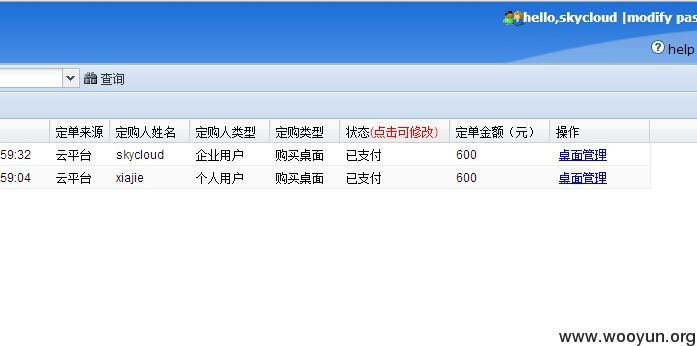 hello,skycloud |modify pas
help
查询
定单来源 定购人姓名 定购人类型 定购类型 状态(点击可修改) 定单金额（元） 操作
59:32 云平台 skycloud 企业用户 购买桌面 已支付 600 桌面管理
59:04 云平台 xiajie 个人用户 购买桌面 已支付 600 桌面管理
www.wooyun.org